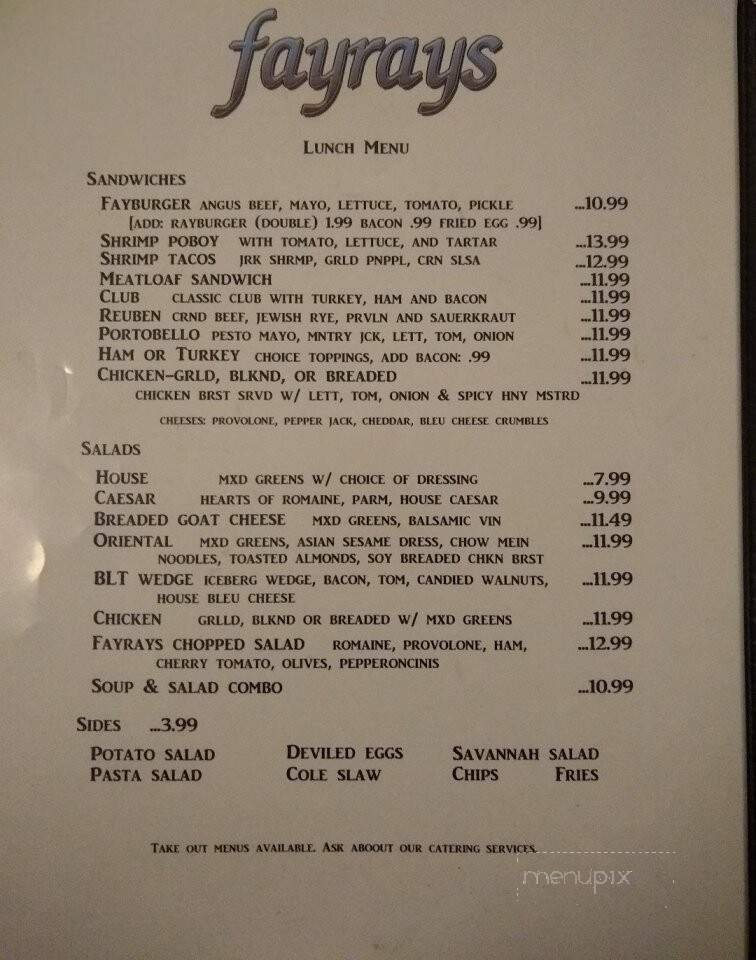 fayrays
Lunch Menu
Sandwiches
Fayburger angus beef, mayo, lettuce, tomato, pickle ...10.99
[add: rayburger (double) 1.99 bacon .99 fried egg .99]
Shrimp poboy with tomato, lettuce, and tartar ...13.99
Shrimp tacos jrk shrmp, grld pnppl, crn slsa ...12.99
Meatloaf sandwich ...11.99
Club classic club with turkey, ham and bacon ...11.99
Reuben crnd beef, jewish rye, prvln and sauerkraut ...11.99
Portobello pesto mayo, mntry jck, lett, tom, onion ...11.99
Ham or Turkey choice toppings, add bacon: .99 ...11.99
Chicken-grld, blknd, or breaded ...11.99
chicken brst srvd w/ lett, tom, onion & spicy hny mstrd
cheeses: provolone, pepper jack, cheddar, bleu cheese crumbles
Salads
House mxd greens w/ choice of dressing ...7.99
Caesar hearts of romaine, parm, house caesar ...9.99
Breaded goat cheese mxd greens, balsamic vin ...11.49
Oriental mxd greens, asian sesame dress, chow mein ...11.99
noodles, toasted almonds, soy breaded chkn brst
BLT wedge iceberg wedge, bacon, tom, candied walnuts, ...11.99
house bleu cheese
Chicken grlld, blknd or breaded w/ mxd greens ...11.99
Fayrays chopped salad romaine, provolone, ham, ...12.99
cherry tomato, olives, pepperoncinis
Soup & salad combo ...10.99
Sides ...3.99
Potato salad Deviled eggs Savannah salad
Pasta salad Cole slaw Chips Fries
Take out menus available. Ask aboout our catering services.
menupix